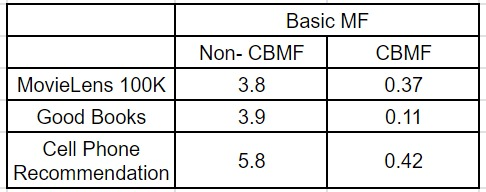 Basic MF
Non- CBMF CBMF
MovieLens 100K 3.8 0.37
Good Books 3.9 0.11
Cell Phone
Recommendation 5.8 0.42